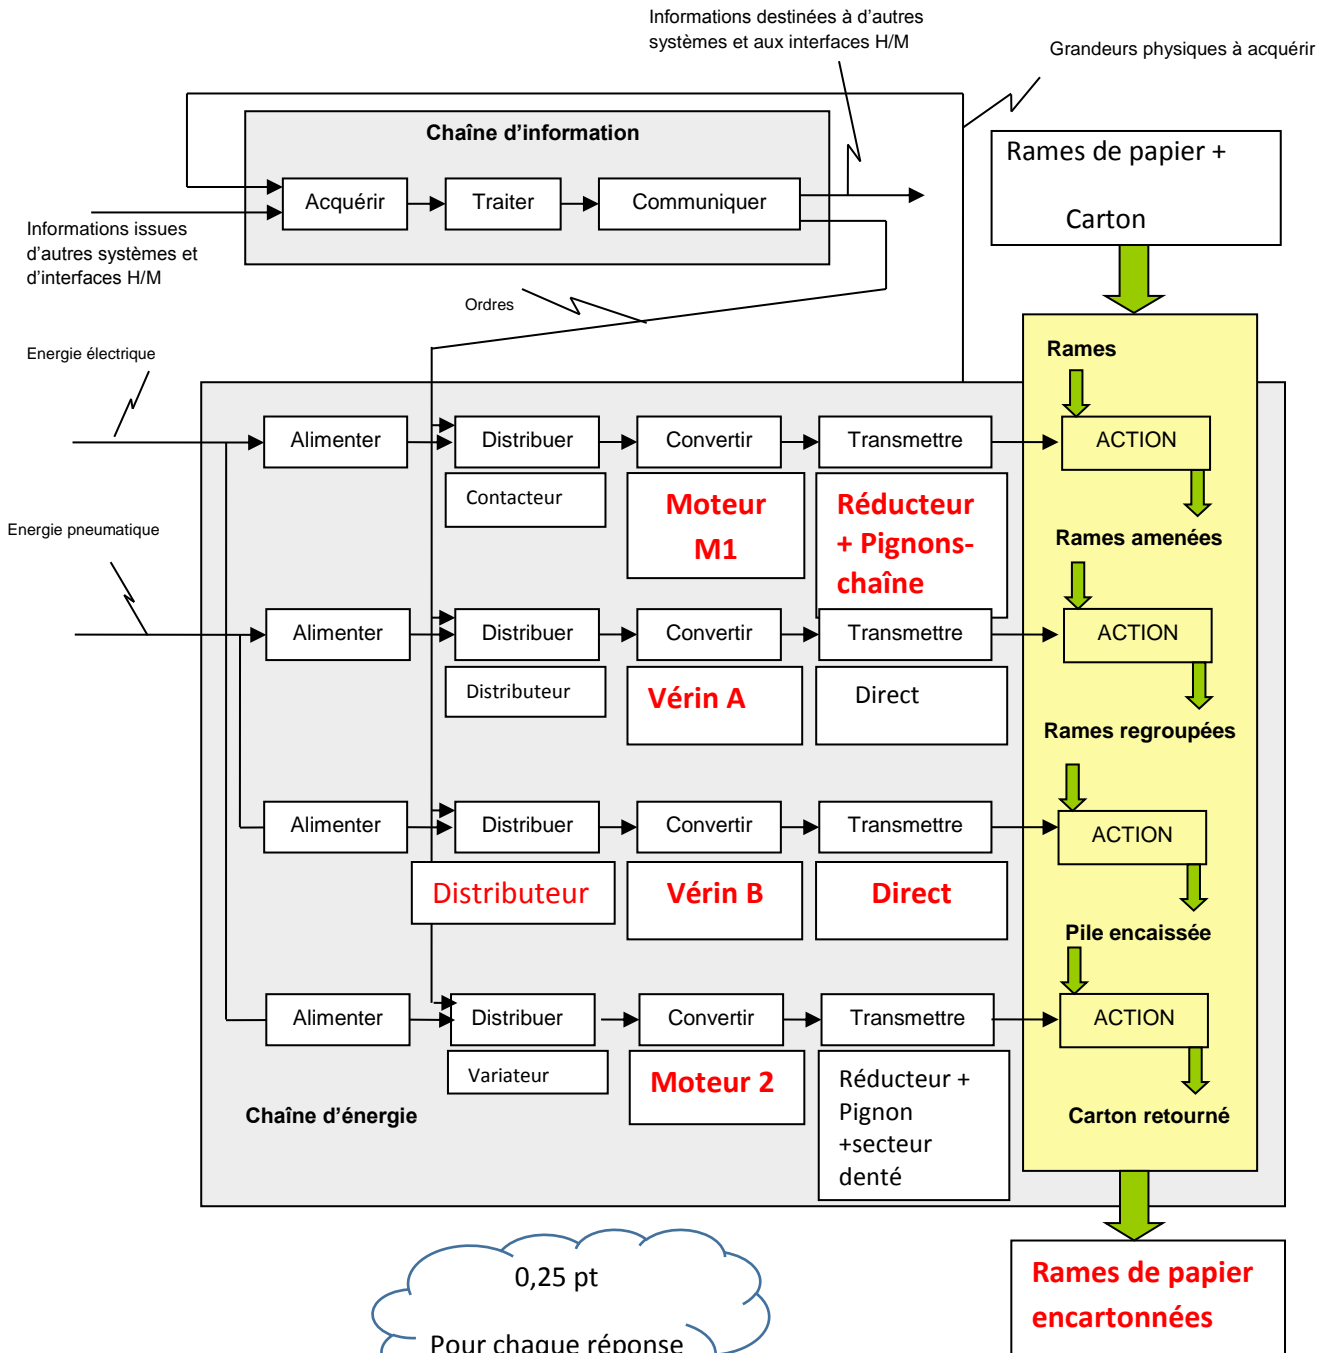 Informations destinées à d'autres
systèmes et aux interfaces H/M
Grandeurs physiques à acquérir
Chaîne d'information
Rames de papier +
Carton
Acquérir
Traiter
Communiquer
Informations issues
d'autres systèmes et
d'interfaces H/M
Ordres
Energie électrique
Rames
Alimenter
Distribuer
Convertir
Transmettre
ACTION
Contacteur
Moteur
M1
Réducteur
+ Pignons-
chaîne
Energie pneumatique
Rames amenées
Alimenter
Distribuer
Convertir
Transmettre
ACTION
Distributeur
Vérin A
Direct
Rames regroupées
Alimenter
Distribuer
Convertir
Transmettre
ACTION
Distributeur
Vérin B
Direct
Pile encaissée
Alimenter
Distribuer
Convertir
Transmettre
ACTION
Variateur
Moteur 2
Réducteur +
Pignon
+secteur
denté
Chaîne d'énergie
Carton retourné
0,25 pt
Pour chaque réponse
Rames de papier
encartonnées